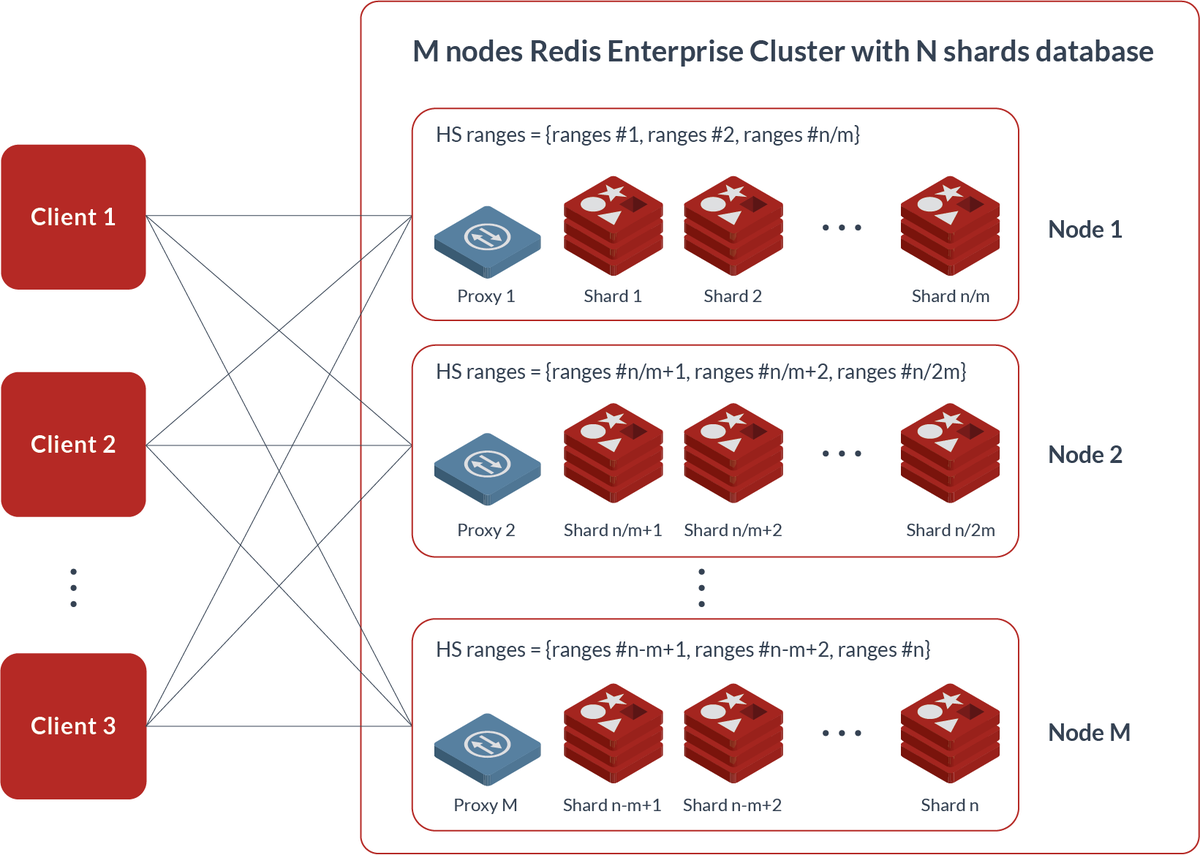 M nodes Redis Enterprise Cluster with N shards database
HS ranges = {ranges #1, ranges #2, ranges #n/m}
Client 1
Proxy 1
Shard 1
Shard 2
Shard n/m
Node 1
HS ranges = {ranges #n/m+1, ranges #n/m+2, ranges #n/2m}
Client 2
Proxy 2
Shard n/m+1
Shard n/m+2
Shard n/2m
Node 2
HS ranges = {ranges #n-m+1, ranges #n-m+2, ranges #n}
Client 3
Proxy M
Shard n-m+1
Shard n-m+2
Shard n
Node M